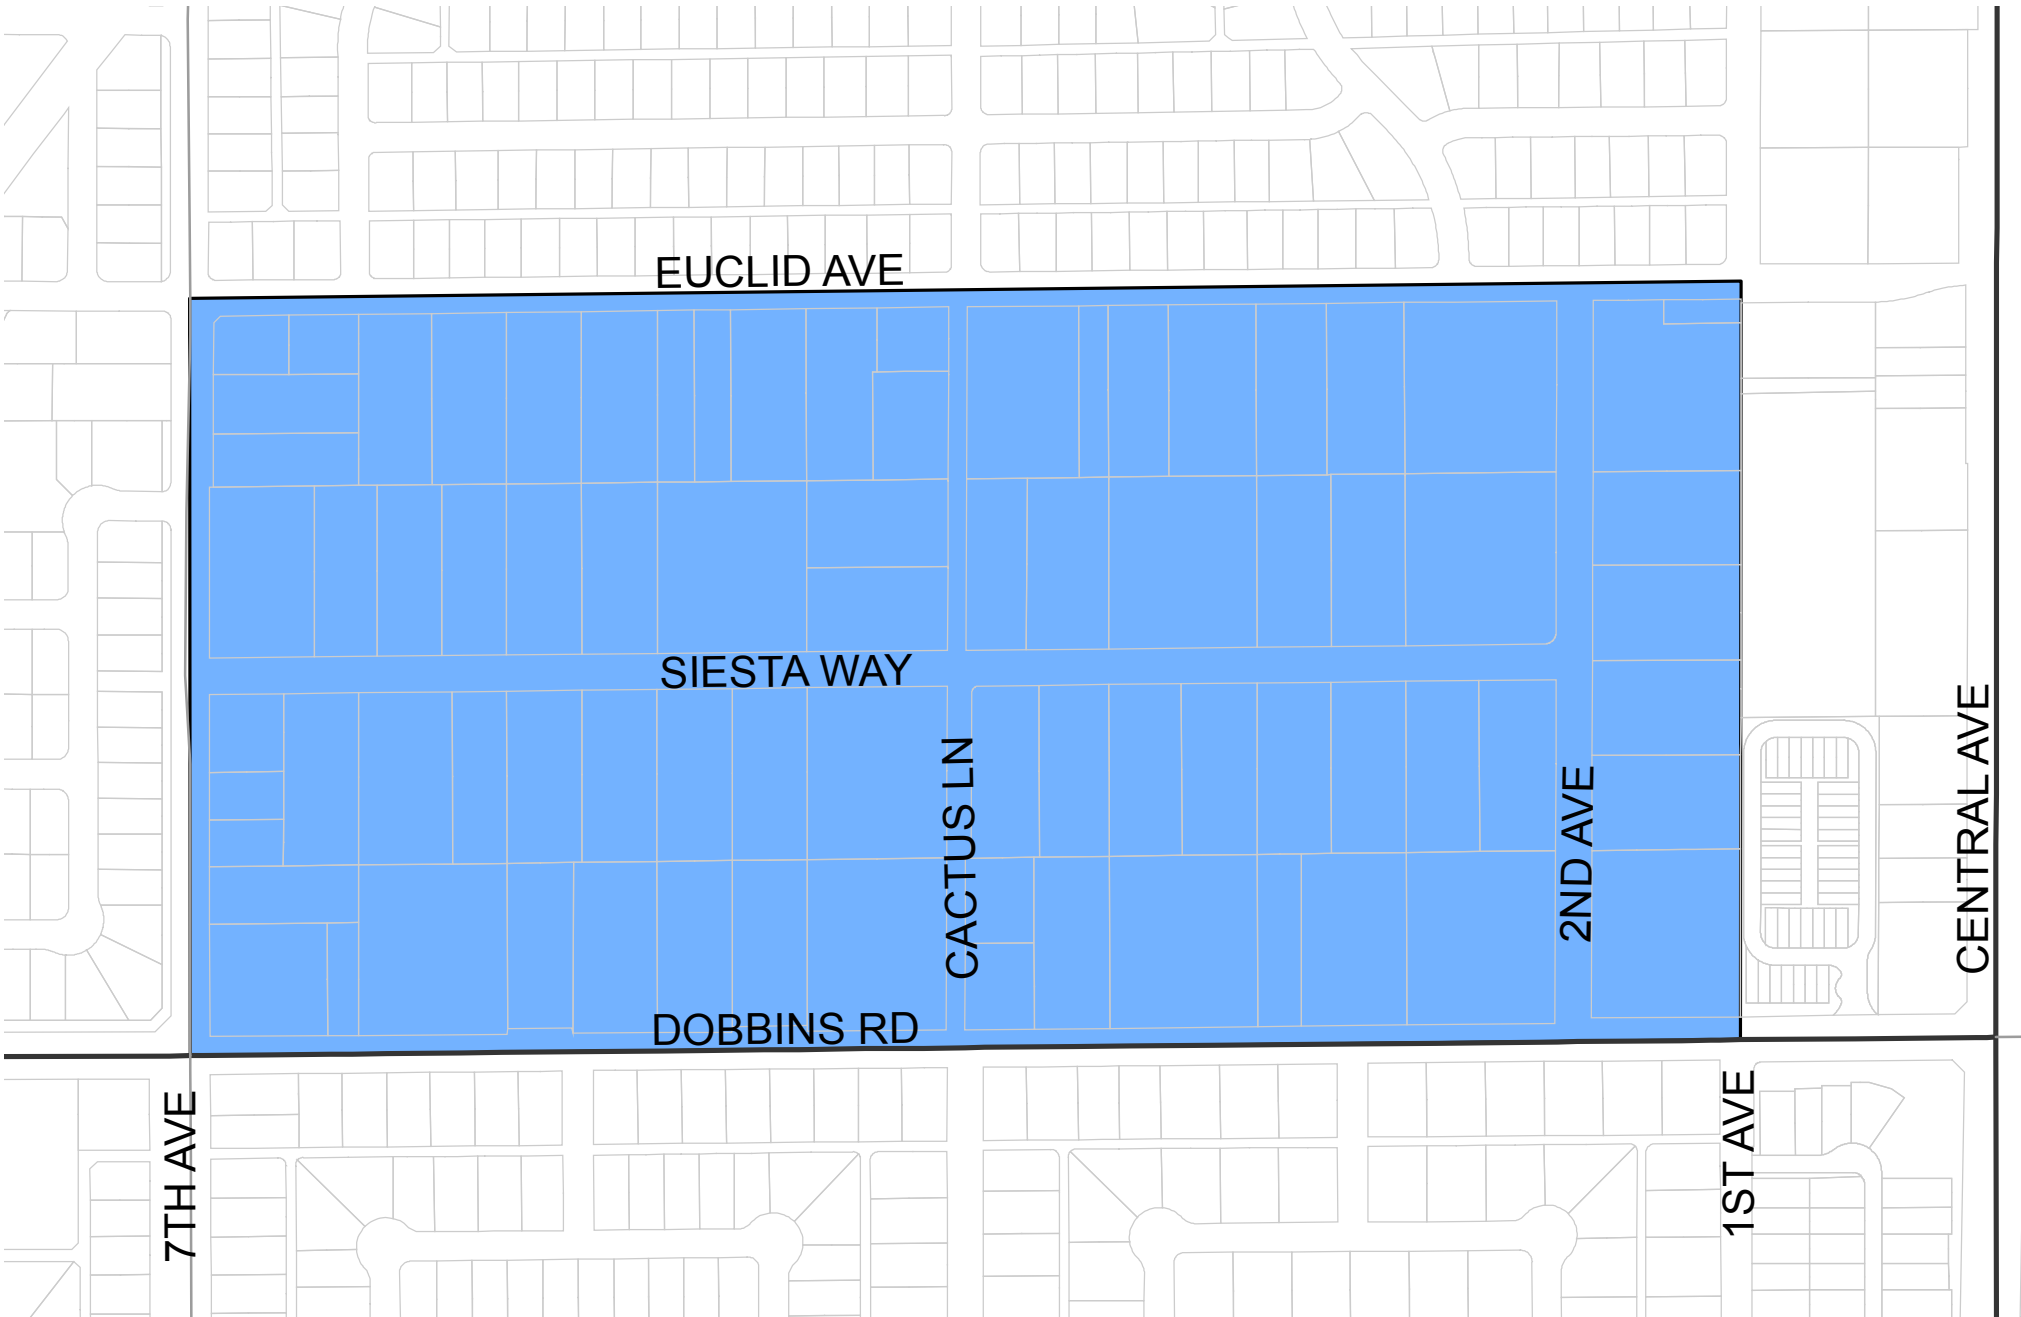 EUCLID AVE
SIESTA WAY
CACTUS LN
2ND AVE
CENTRAL AVE
DOBBINS RD
7TH AVE
1ST AVE